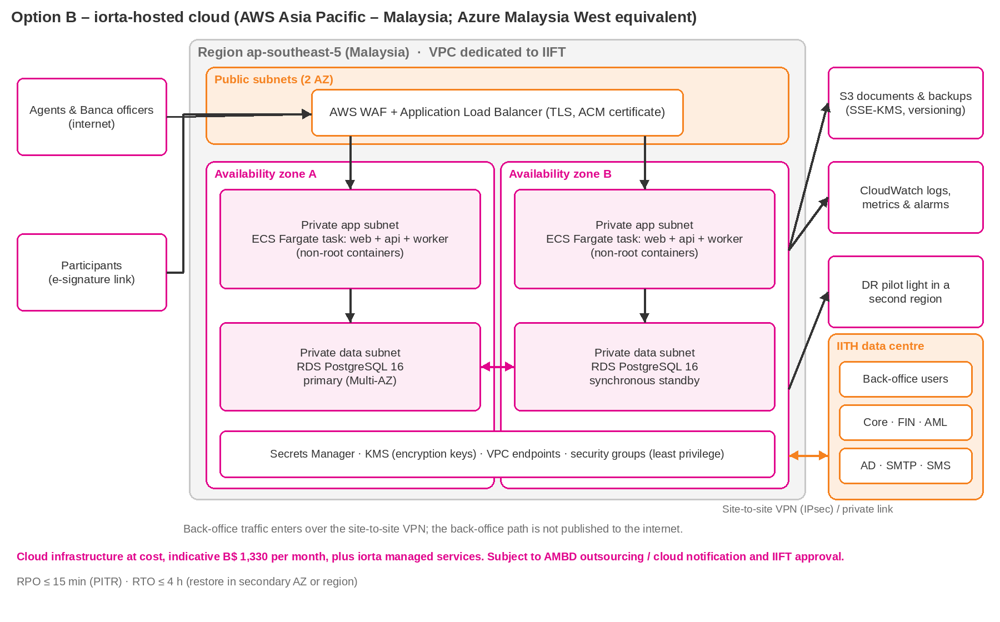 Option B – iorta-hosted cloud (AWS Asia Pacific – Malaysia; Azure Malaysia West equivalent)
Region ap-southeast-5 (Malaysia) · VPC dedicated to IIFT
Public subnets (2 AZ)
AWS WAF + Application Load Balancer (TLS, ACM certificate)
Agents & Banca officers
(internet)
Participants
(e-signature link)
Availability zone A
Private app subnet
ECS Fargate task: web + api + worker
(non-root containers)
Private data subnet
RDS PostgreSQL 16
primary (Multi-AZ)
Availability zone B
Private app subnet
ECS Fargate task: web + api + worker
(non-root containers)
Private data subnet
RDS PostgreSQL 16
synchronous standby
Secrets Manager · KMS (encryption keys) · VPC endpoints · security groups (least privilege)
S3 documents & backups
(SSE-KMS, versioning)
CloudWatch logs,
metrics & alarms
DR pilot light in a
second region
IITH data centre
Back-office users
Core · FIN · AML
AD · SMTP · SMS
Site-to-site VPN (IPsec) / private link
Back-office traffic enters over the site-to-site VPN; the back-office path is not published to the internet.
Cloud infrastructure at cost, indicative B$ 1,330 per month, plus iorta managed services. Subject to AMBD outsourcing / cloud notification and IIFT approval.
RPO ≤ 15 min (PITR) · RTO ≤ 4 h (restore in secondary AZ or region)